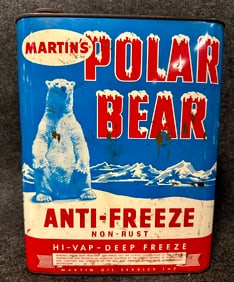 MARTIN'S
POLAR
BEAR
ANTI-FREEZE
NON-RUST
HI-VAP-DEEP FREEZE
MARTIN OIL SERVICE INC